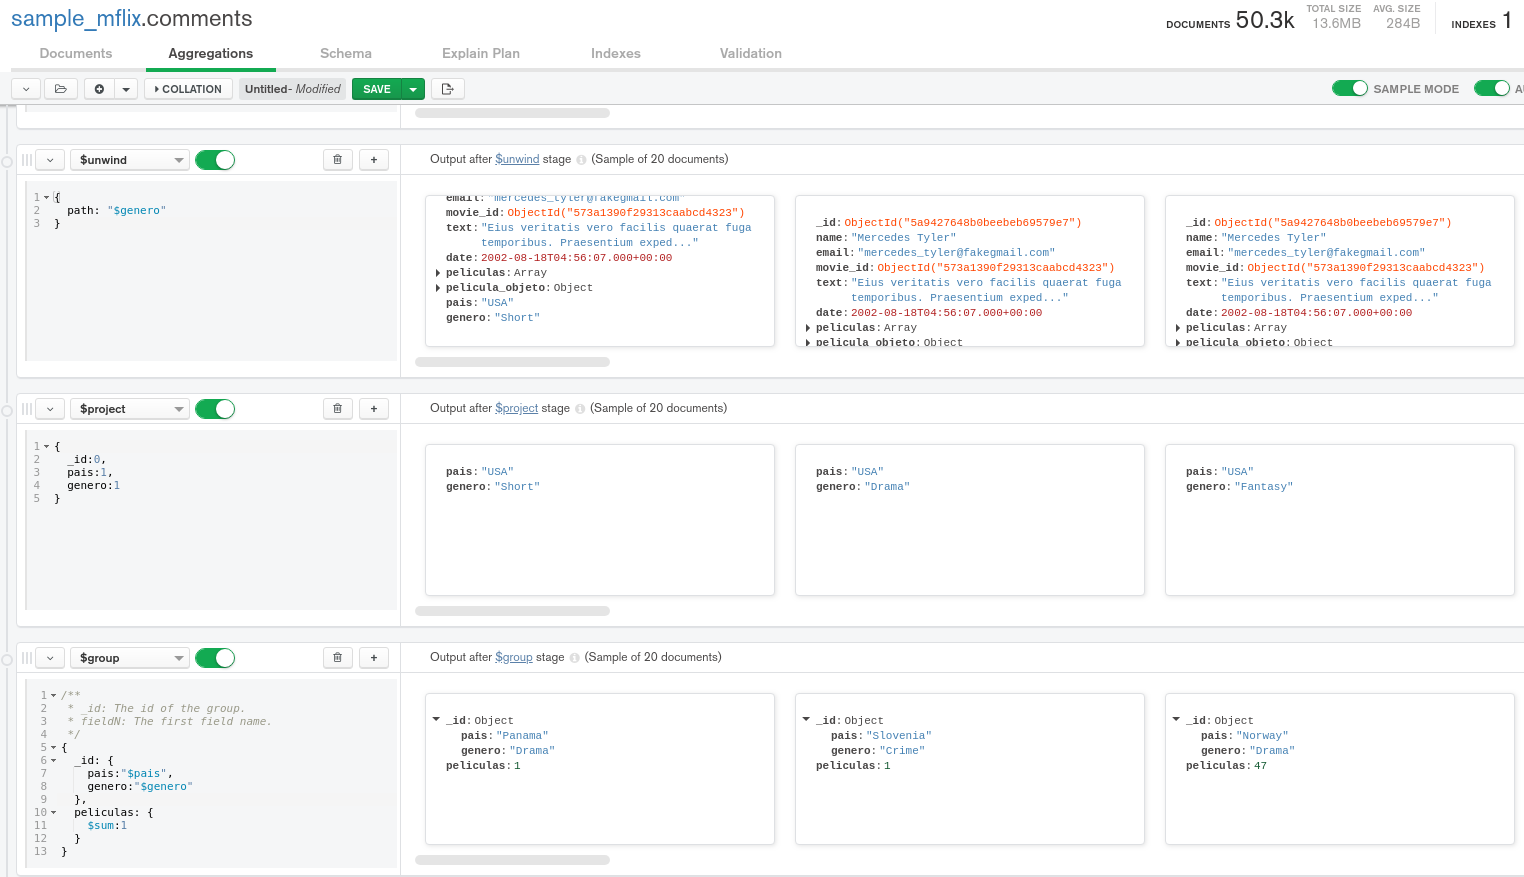 sample_mflix.comments
DOCUMENTS 50.3k TOTAL SIZE 13.6MB AVG. SIZE 284B INDEXES 1
Documents Aggregations Schema Explain Plan Indexes Validation
COLLATION Untitled- Modified SAVE SAMPLE MODE
$unwind
Output after $unwind stage (Sample of 20 documents)
1 {
2 path: "$genero"
3 }
email: "mercedes_tyler@fakegmail.com"
movie_id: ObjectId("573a1390f29313caabcd4323")
text: "Eius veritatis vero facilis quaerat fuga
temporibus. Praesentium exped..."
date: 2002-08-18T04:56:07.000+00:00
peliculas: Array
pelicula_objeto: Object
pais: "USA"
genero: "Short"
_id: ObjectId("5a9427648b0beebeb69579e7")
name: "Mercedes Tyler"
email: "mercedes_tyler@fakegmail.com"
movie_id: ObjectId("573a1390f29313caabcd4323")
text: "Eius veritatis vero facilis quaerat fuga
temporibus. Praesentium exped..."
date: 2002-08-18T04:56:07.000+00:00
peliculas: Array
pelicula_objeto: Object
_id: ObjectId("5a9427648b0beebeb69579e7")
name: "Mercedes Tyler"
email: "mercedes_tyler@fakegmail.com"
movie_id: ObjectId("573a1390f29313caabcd4323")
text: "Eius veritatis vero facilis quaerat fuga
temporibus. Praesentium exped..."
date: 2002-08-18T04:56:07.000+00:00
peliculas: Array
pelicula_objeto: Object
$project
Output after $project stage (Sample of 20 documents)
1 {
2 _id:0,
3 pais:1,
4 genero:1
5 }
pais: "USA"
genero: "Short"
pais: "USA"
genero: "Drama"
pais: "USA"
genero: "Fantasy"
$group
Output after $group stage (Sample of 20 documents)
1 /**
2 * _id: The id of the group.
3 * fieldN: The first field name.
4 */
5 {
6 _id: {
7 pais:"$pais",
8 genero:"$genero"
9 },
10 peliculas: {
11 $sum:1
12 }
13 }
_id: Object
pais: "Panama"
genero: "Drama"
peliculas: 1
_id: Object
pais: "Slovenia"
genero: "Crime"
peliculas: 1
_id: Object
pais: "Norway"
genero: "Drama"
peliculas: 47